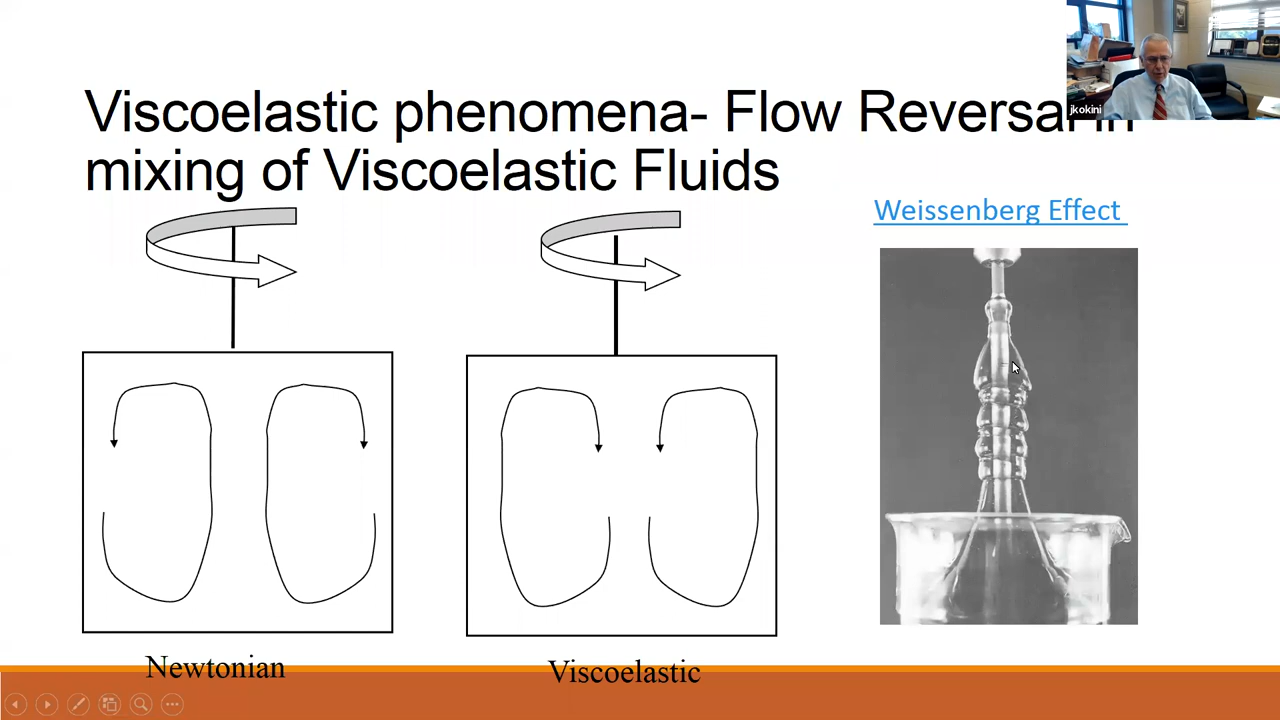 Viscoelastic phenomena- Flow Reversal in
mixing of Viscoelastic Fluids
jkokini
Weissenberg Effect
Newtonian
Viscoelastic